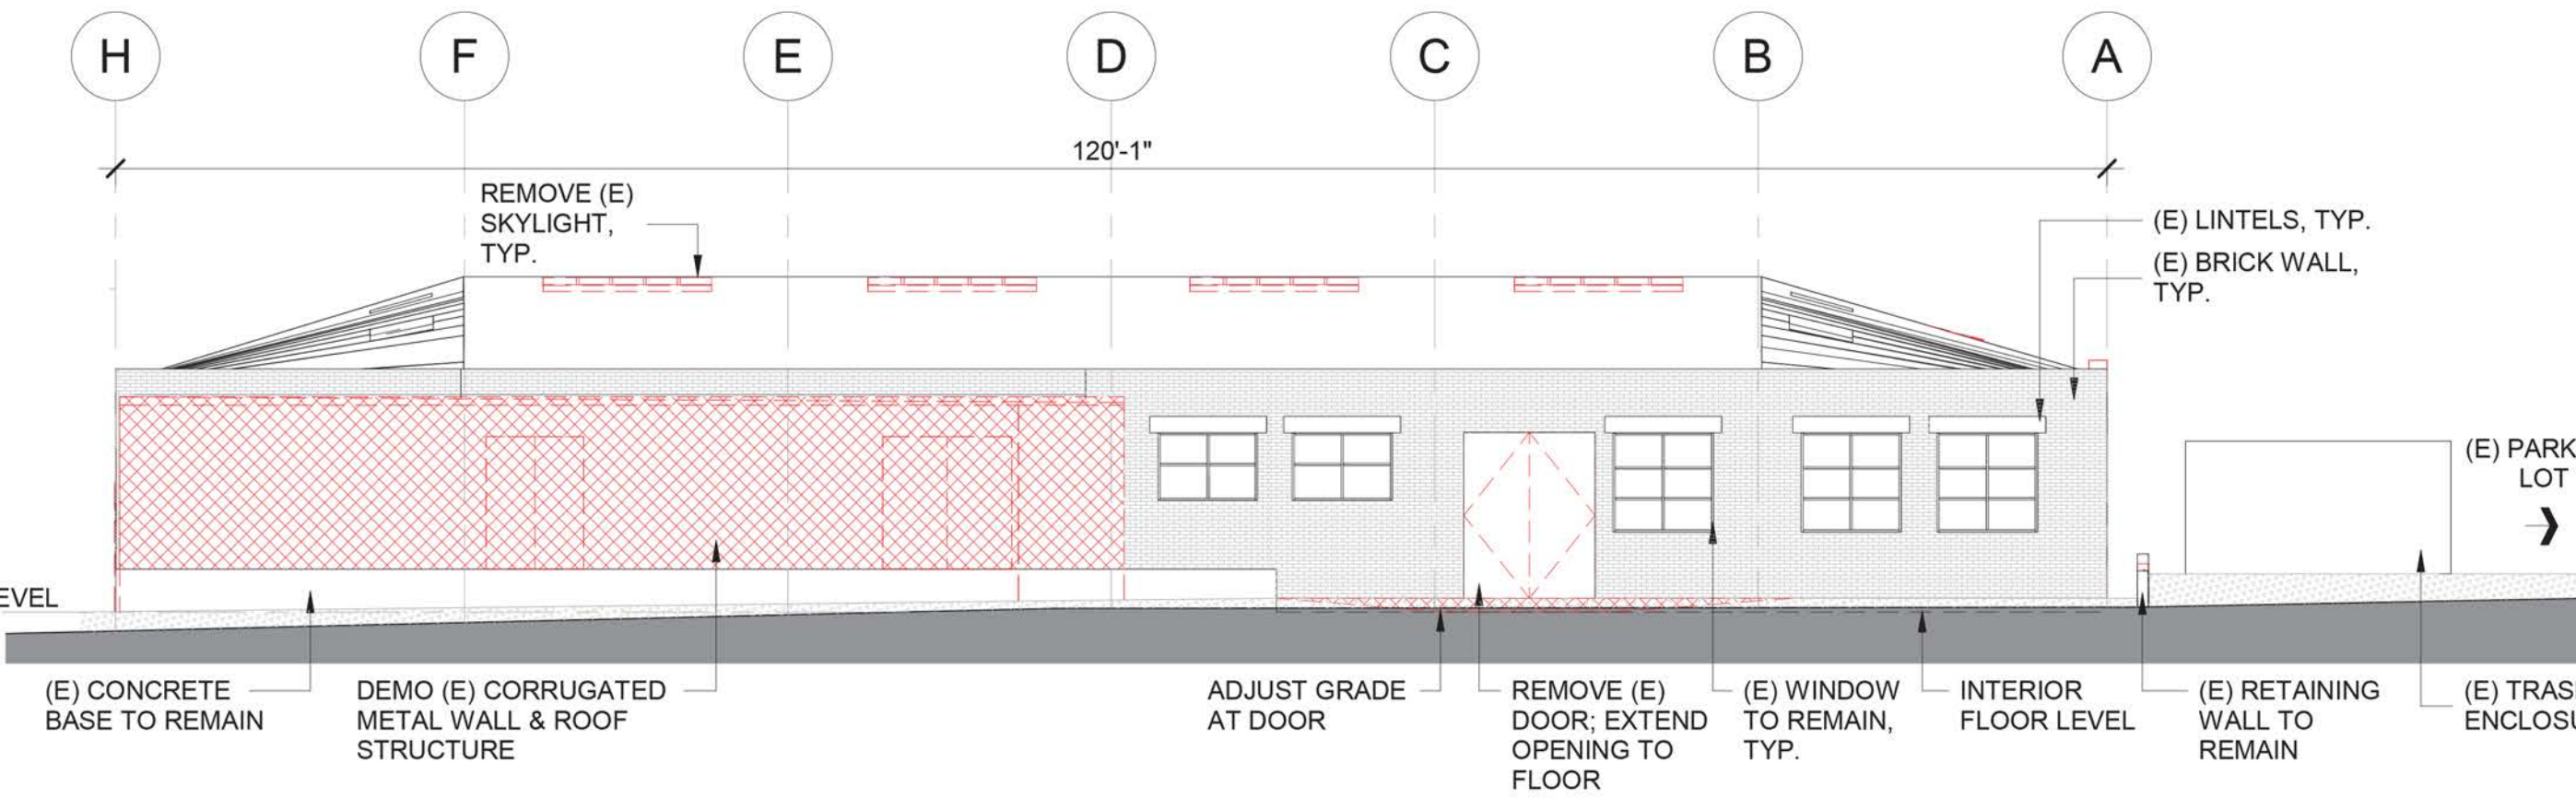 H F E D C B A
120'-1"
REMOVE (E)
SKYLIGHT,
TYP.
(E) LINTELS, TYP.
(E) BRICK WALL,
TYP.
(E) PARK
LOT
EVEL
(E) CONCRETE
BASE TO REMAIN
DEMO (E) CORRUGATED
METAL WALL & ROOF
STRUCTURE
ADJUST GRADE
AT DOOR
REMOVE (E)
DOOR; EXTEND
OPENING TO
FLOOR
(E) WINDOW
TO REMAIN,
TYP.
INTERIOR
FLOOR LEVEL
(E) RETAINING
WALL TO
REMAIN
(E) TRAS
ENCLOSU